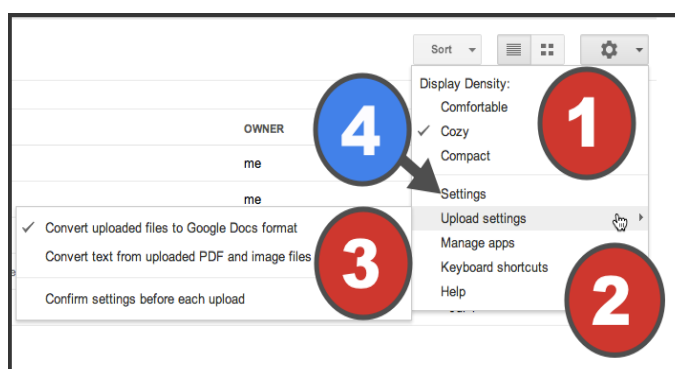 Sort
Display Density:
Comfortable
1
4
OWNER
Cozy
me
Compact
me
Settings
Upload settings
Convert uploaded files to Google Docs format
Manage apps
Convert text from uploaded PDF and image files
3
Keyboard shortcuts
2
Confirm settings before each upload
Help